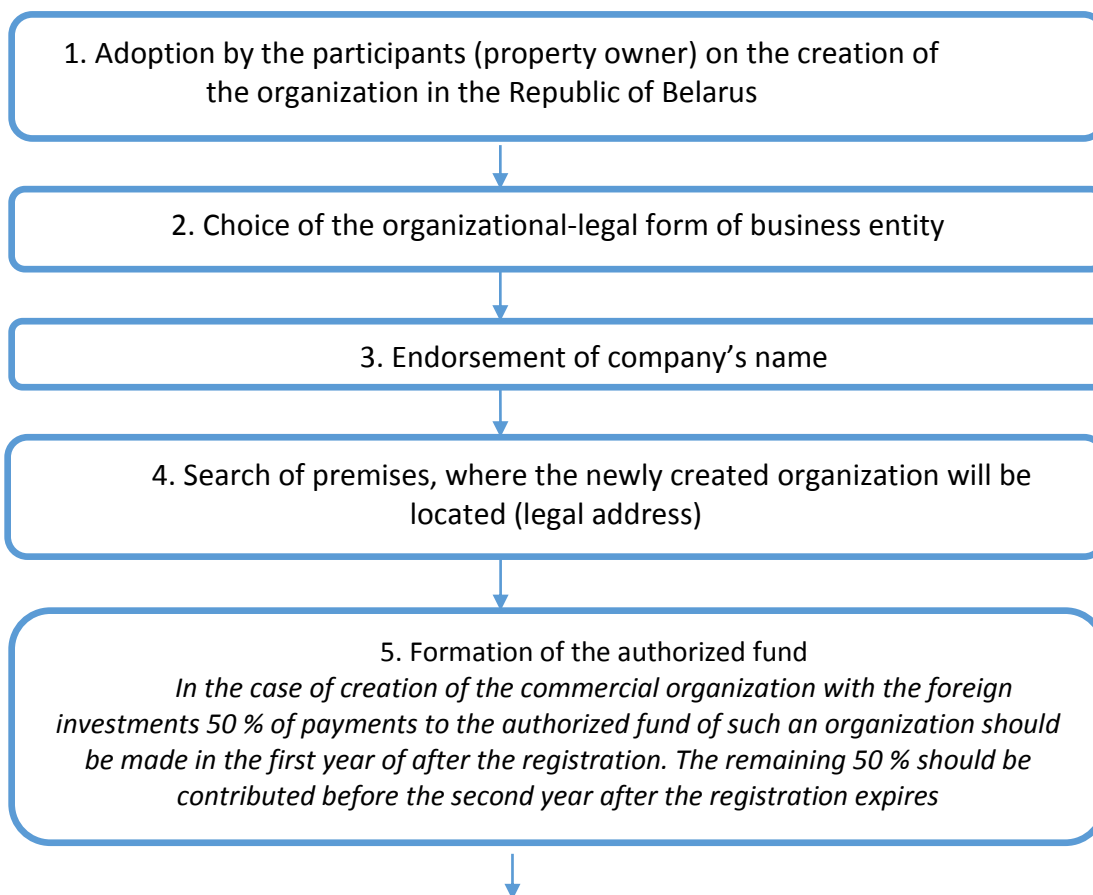 1. Adoption by the participants (property owner) on the creation of
the organization in the Republic of Belarus
2. Choice of the organizational-legal form of business entity
3. Endorsement of company’s name
4. Search of premises, where the newly created organization will be
located (legal address)
5. Formation of the authorized fund
In the case of creation of the commercial organization with the foreign
investments 50 % of payments to the authorized fund of such an organization should
be made in the first year of after the registration. The remaining 50 % should be
contributed before the second year after the registration expires